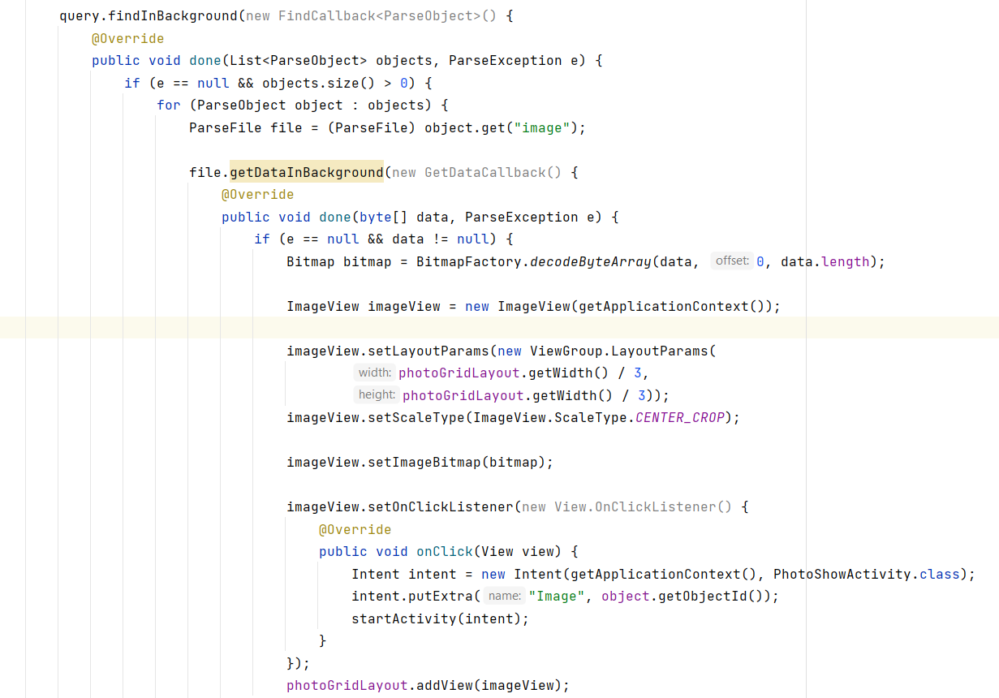 query.findInBackground(new FindCallback<ParseObject>() {
@Override
public void done(List<ParseObject> objects, ParseException e) {
if (e == null && objects.size() > 0) {
for (ParseObject object : objects) {
ParseFile file = (ParseFile) object.get("image");
file.getDataInBackground(new GetDataCallback() {
@Override
public void done(byte[] data, ParseException e) {
if (e == null && data != null) {
Bitmap bitmap = BitmapFactory.decodeByteArray(data, offset: 0, data.length);
ImageView imageView = new ImageView(getApplicationContext());
imageView.setLayoutParams(new ViewGroup.LayoutParams(
width: photoGridLayout.getWidth() / 3,
height: photoGridLayout.getWidth() / 3));
imageView.setScaleType(ImageView.ScaleType.CENTER_CROP);
imageView.setImageBitmap(bitmap);
imageView.setOnClickListener(new View.OnClickListener() {
@Override
public void onClick(View view) {
Intent intent = new Intent(getApplicationContext(), PhotoShowActivity.class);
intent.putExtra( name: "Image", object.getObjectId());
startActivity(intent);
}
});
photoGridLayout.addView(imageView);